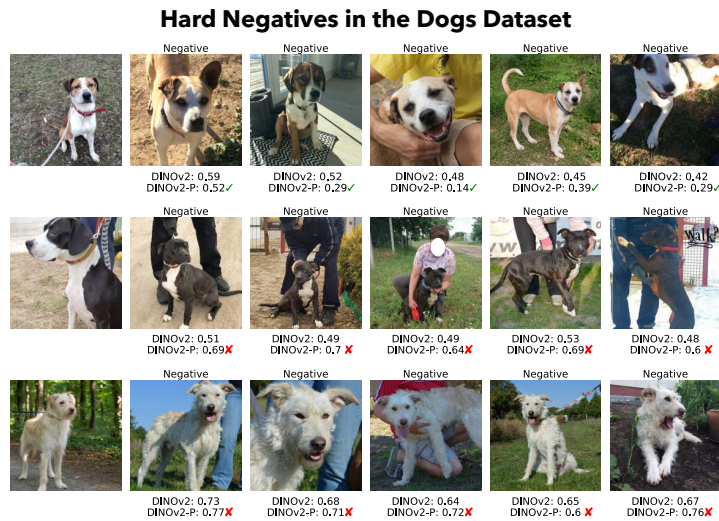 Hard Negatives in the Dogs Dataset
Negative Negative Negative Negative Negative
DINOv2: 0.59 DINOv2: 0.52 DINOv2: 0.48 DINOv2: 0.45 DINOv2: 0.42
DINOv2-P: 0.52✓ DINOv2-P: 0.29✓ DINOv2-P: 0.14✓ DINOv2-P: 0.39✓ DINOv2-P: 0.29✓
Negative Negative Negative Negative Negative
Walk
DINOv2: 0.51 DINOv2: 0.49 DINOv2: 0.49 DINOv2: 0.53 DINOv2: 0.48
DINOv2-P: 0.69✘ DINOv2-P: 0.7 ✘ DINOv2-P: 0.64✘ DINOv2-P: 0.69✘ DINOv2-P: 0.6 ✘
Negative Negative Negative Negative Negative
DINOv2: 0.73 DINOv2: 0.68 DINOv2: 0.64 DINOv2: 0.65 DINOv2: 0.67
DINOv2-P: 0.77✘ DINOv2-P: 0.71✘ DINOv2-P: 0.72✘ DINOv2-P: 0.6 ✘ DINOv2-P: 0.76✘